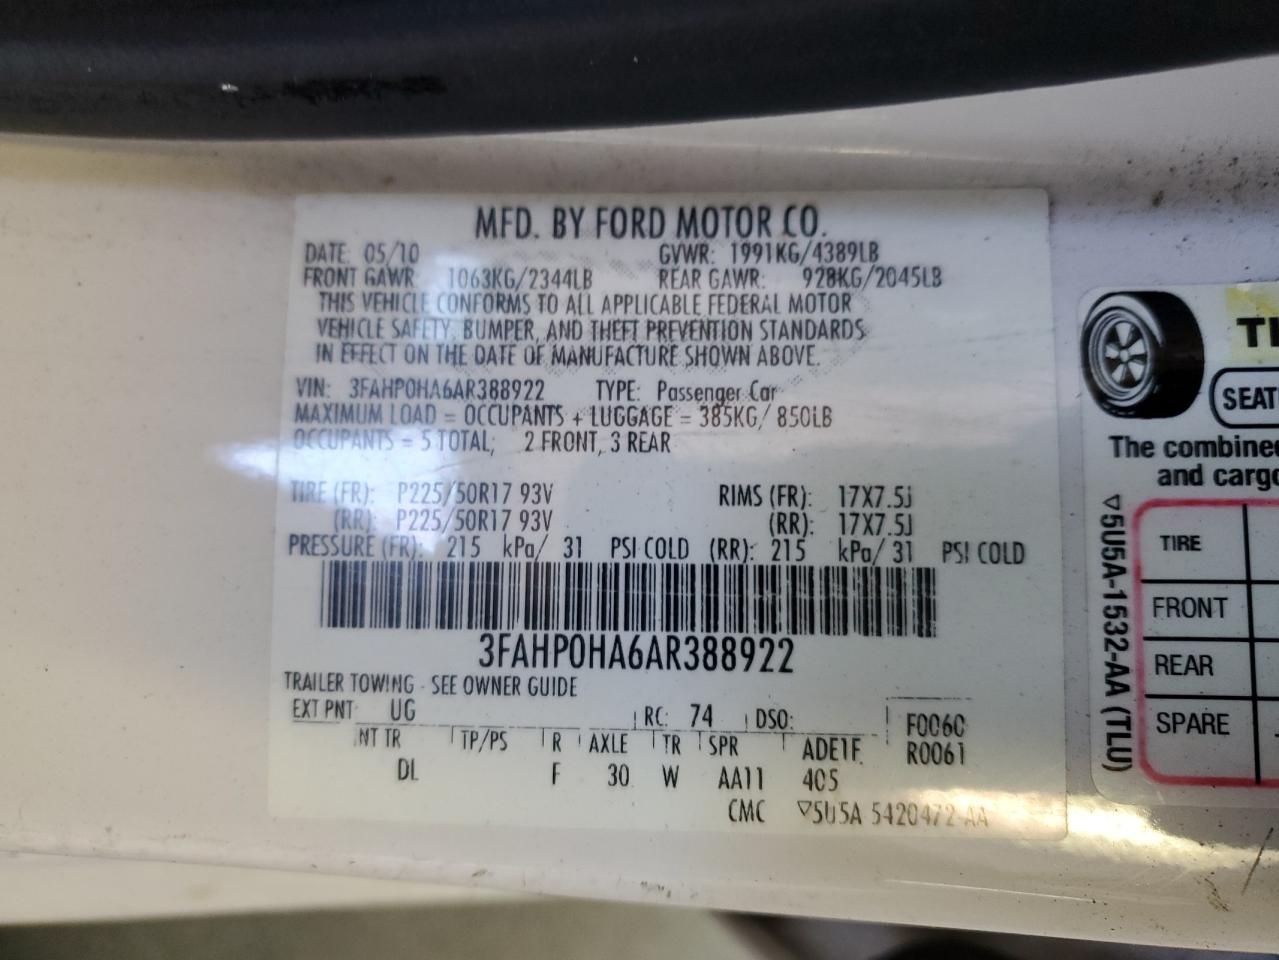 MFD. BY FORD MOTOR CO.
DATE: 05/10 GVWR: 1991KG/4389LB
FRONT GAWR: 1063KG/2344LB REAR GAWR: 928KG/2045LB
THIS VEHICLE CONFORMS TO ALL APPLICABLE FEDERAL MOTOR
VEHICLE SAFETY, BUMPER, AND THEFT PREVENTION STANDARDS
IN EFFECT ON THE DATE OF MANUFACTURE SHOWN ABOVE.
VIN: 3FAHP0HA6AR388922 TYPE: Passenger Car
MAXIMUM LOAD = OCCUPANTS + LUGGAGE = 385KG/ 850LB
OCCUPANTS = 5 TOTAL; 2 FRONT, 3 REAR
TIRE (FR): P225/50R17 93V RIMS (FR): 17X7.5J
(RR): P225/50R17 93V (RR): 17X7.5J
PRESSURE (FR): 215 kPa/ 31 PSI COLD (RR): 215 kPa/ 31 PSI COLD
3FAHP0HA6AR388922
TRAILER TOWING - SEE OWNER GUIDE
EXT PNT: UG RC: 74 DSO: F0060
INT TR TP/PS R AXLE TR SPR ADE1F R0061
DL F 30 W AA11 405
CMC ▽5U5A 5420472-AA
SEAT
The combined
and cargo
▽5U5A-1532-AA (TLU)
TIRE
FRONT
REAR
SPARE